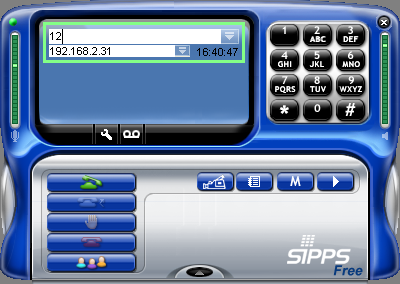 12
192.168.2.31 16:40:47
1 2 ABC 3 DEF
4 GHI 5 JKL 6 MNO
7 PQRS 8 TUV 9 WXYZ
* 0 #
M
SIPPS
Free